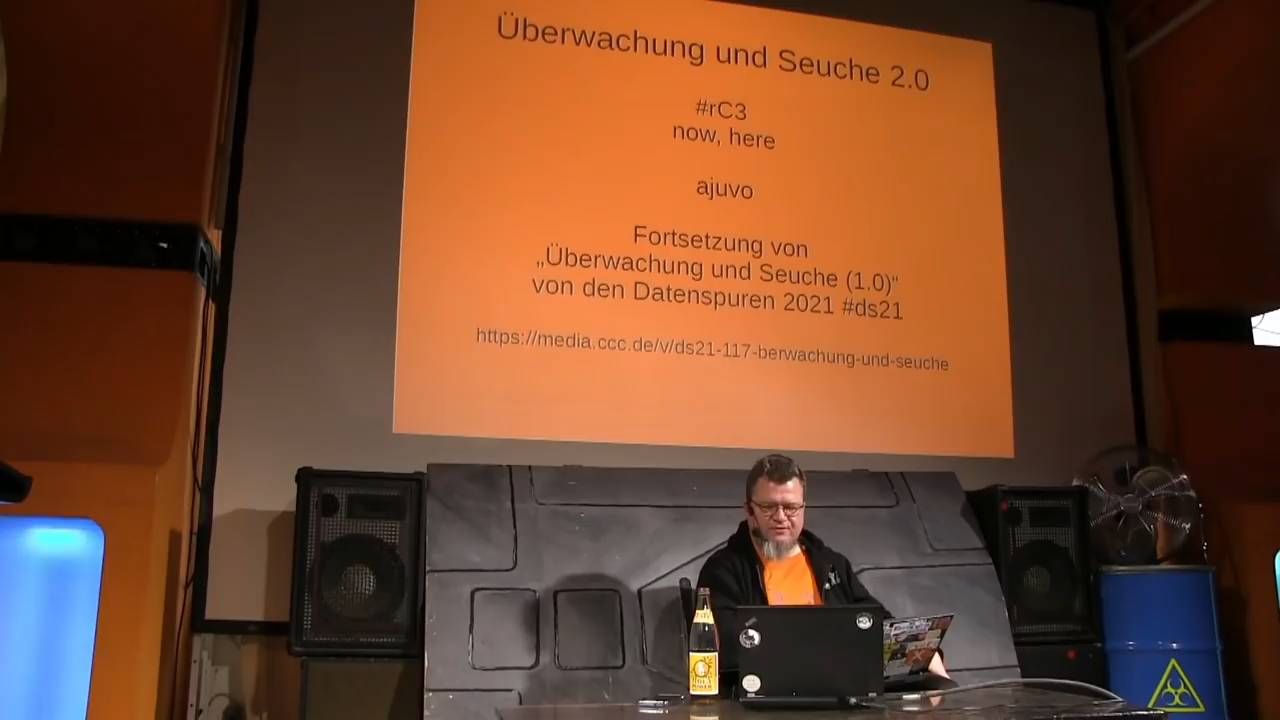 Überwachung und Seuche 2.0
#rC3
now, here
ajuvo
Fortsetzung von
„Überwachung und Seuche (1.0)“
von den Datenspuren 2021 #ds21
https://media.ccc.de/v/ds21-117-berwachung-und-seuche